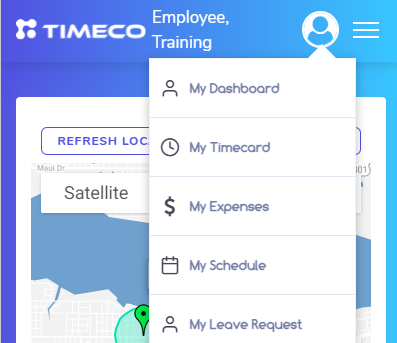 TIMECO
Employee,
Training
My Dashboard
REFRESH LOC
My Timecard
Maui Dr
801
Satellite
My Expenses
My Schedule
My Leave Request